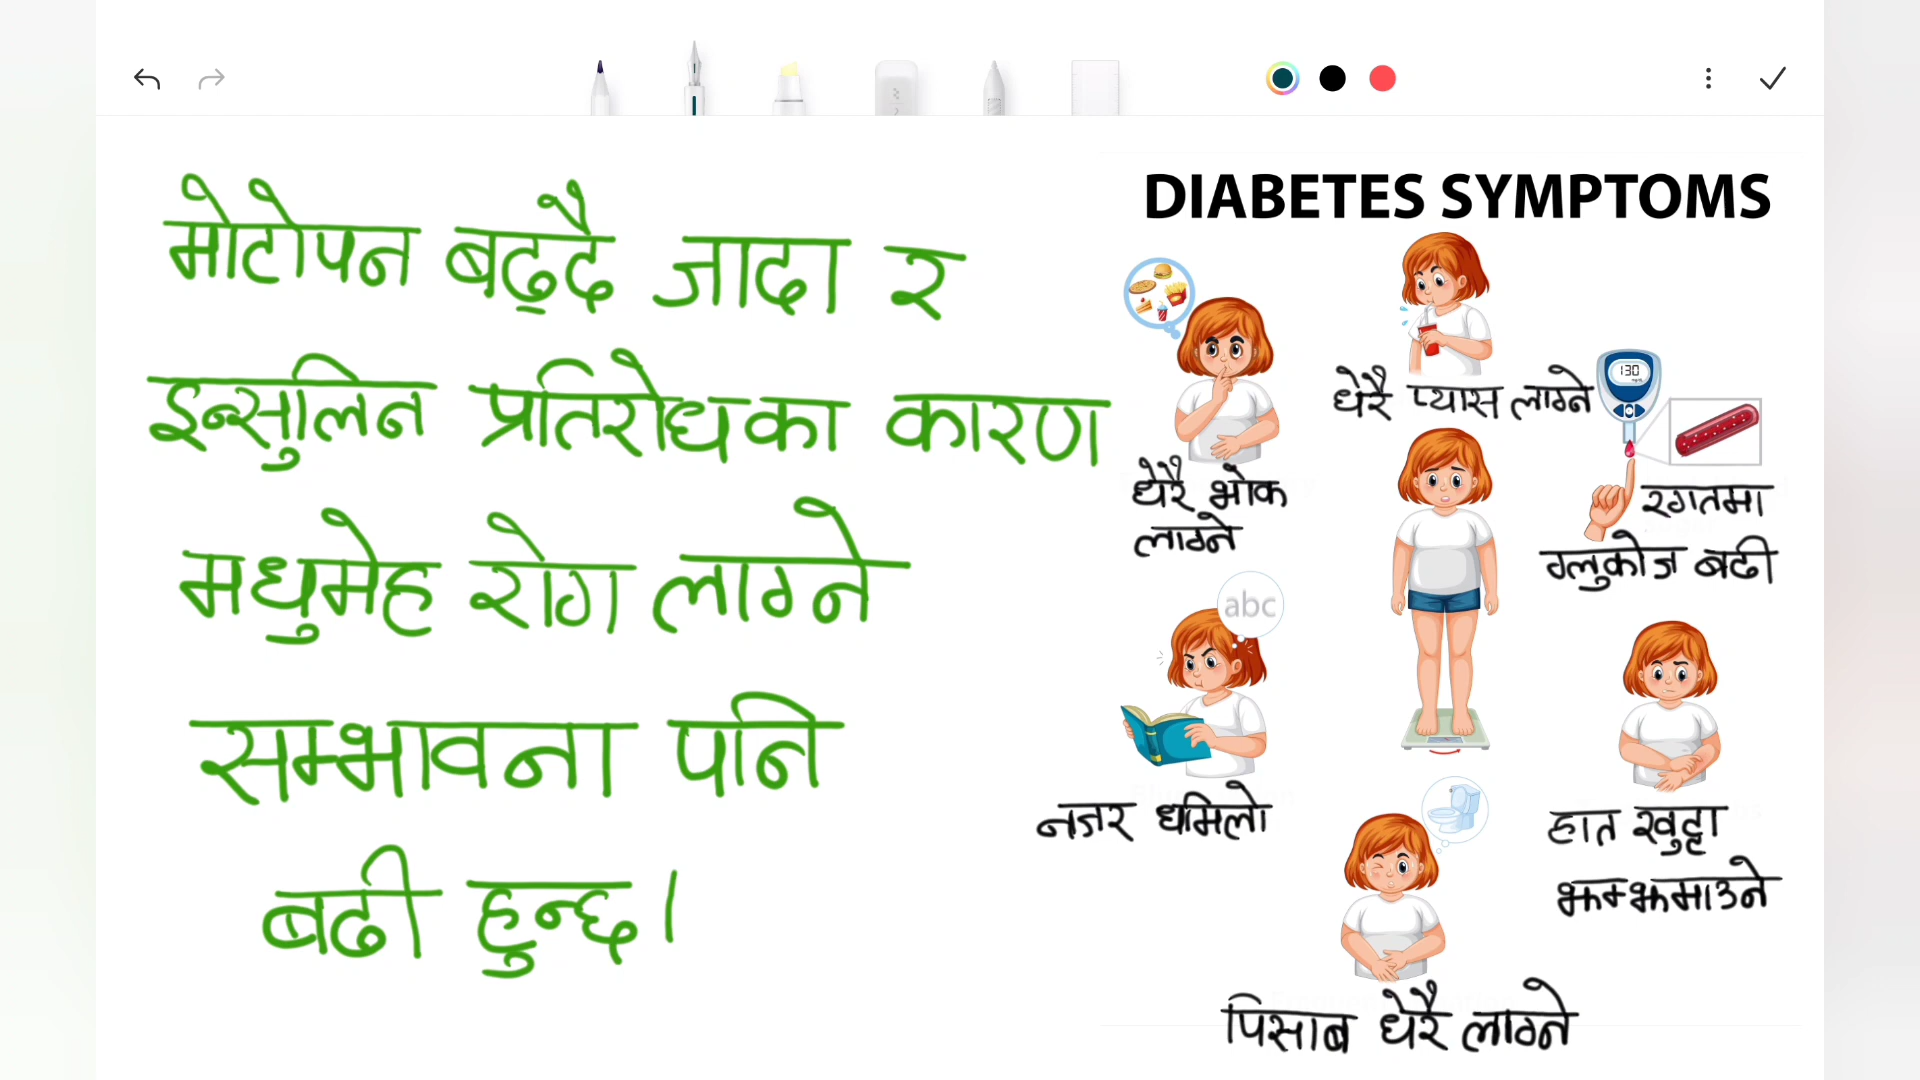 मोटोपन बढ्दै जादा र
इन्सुलिन प्रतिरोधका कारण
मधुमेह रोग लाग्ने
सम्भावना पनि
बढी हुन्छ।
DIABETES SYMPTOMS
धेरै प्यास लाग्ने
130
धेरै भोक
लाग्ने
रगतमा
ग्लुकोज बढी
abc
नजर धमिलो
हात खुट्टा
झमझमाउने
पिसाब धेरै लाग्ने